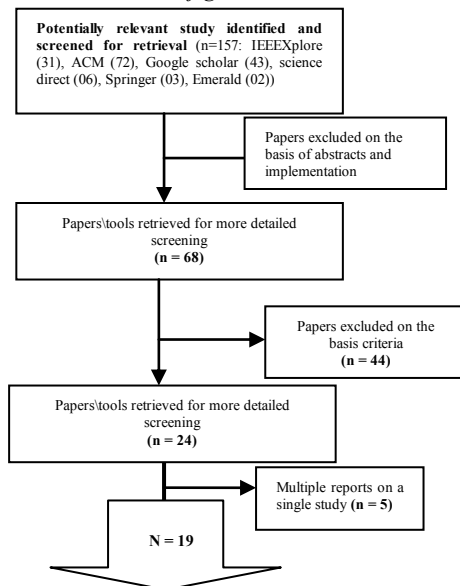 Potentially relevant study identified and
screened for retrieval (n=157: IEEEXplore
(31), ACM (72), Google scholar (43), science
direct (06), Springer (03), Emerald (02))
Papers excluded on the
basis of abstracts and
implementation
Papers\tools retrieved for more detailed
screening
(n = 68)
Papers excluded on the
basis criteria
(n = 44)
Papers\tools retrieved for more detailed
screening
(n = 24)
Multiple reports on a
single study (n = 5)
N = 19